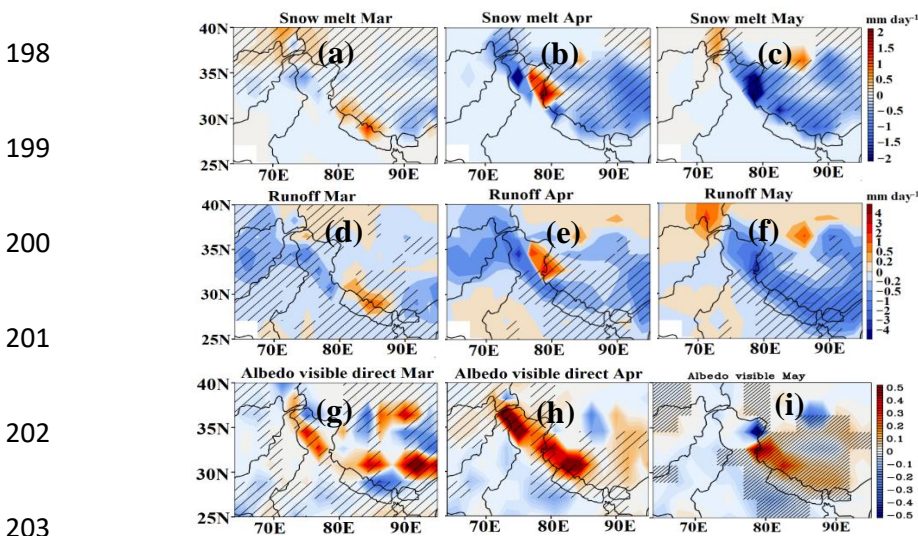 Snow melt Mar Snow melt Apr Snow melt May mm day⁻¹
198
40N (a) (b) (c) 2
35N 1.5
30N 1
25N 0.5
0
−0.5
−1
−1.5
−2
199
70E 80E 90E 70E 80E 90E 70E 80E 90E
Runoff Mar Runoff Apr Runoff May mm day⁻¹
200
40N (d) (e) (f) 4
35N 3
30N 2
25N 1
0.5
0.2
0
−0.2
−0.5
−1
−2
−3
−4
201
70E 80E 90E 70E 80E 90E 70E 80E 90E
Albedo visible direct Mar Albedo visible direct Apr Albedo visible May
202
40N (g) (h) (i) 0.5
35N 0.4
30N 0.3
25N 0.2
0.1
0
−0.1
−0.2
−0.3
−0.4
−0.5
203
70E 80E 90E 70E 80E 90E 70E 80E 90E